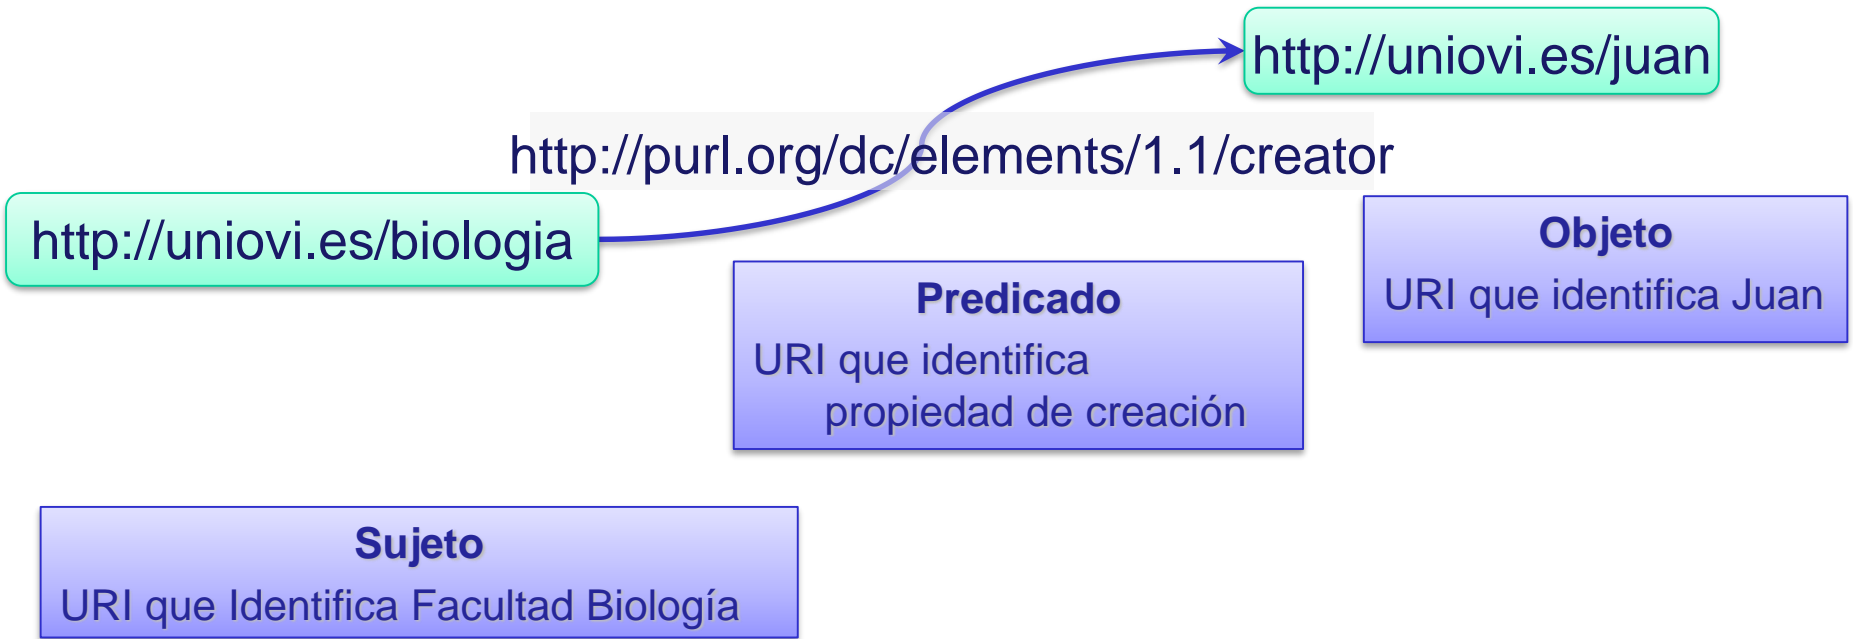 http://uniovi.es/juan
http://purl.org/dc/elements/1.1/creator
http://uniovi.es/biologia
Objeto
URI que identifica Juan
Predicado
URI que identifica
propiedad de creación
Sujeto
URI que Identifica Facultad Biología